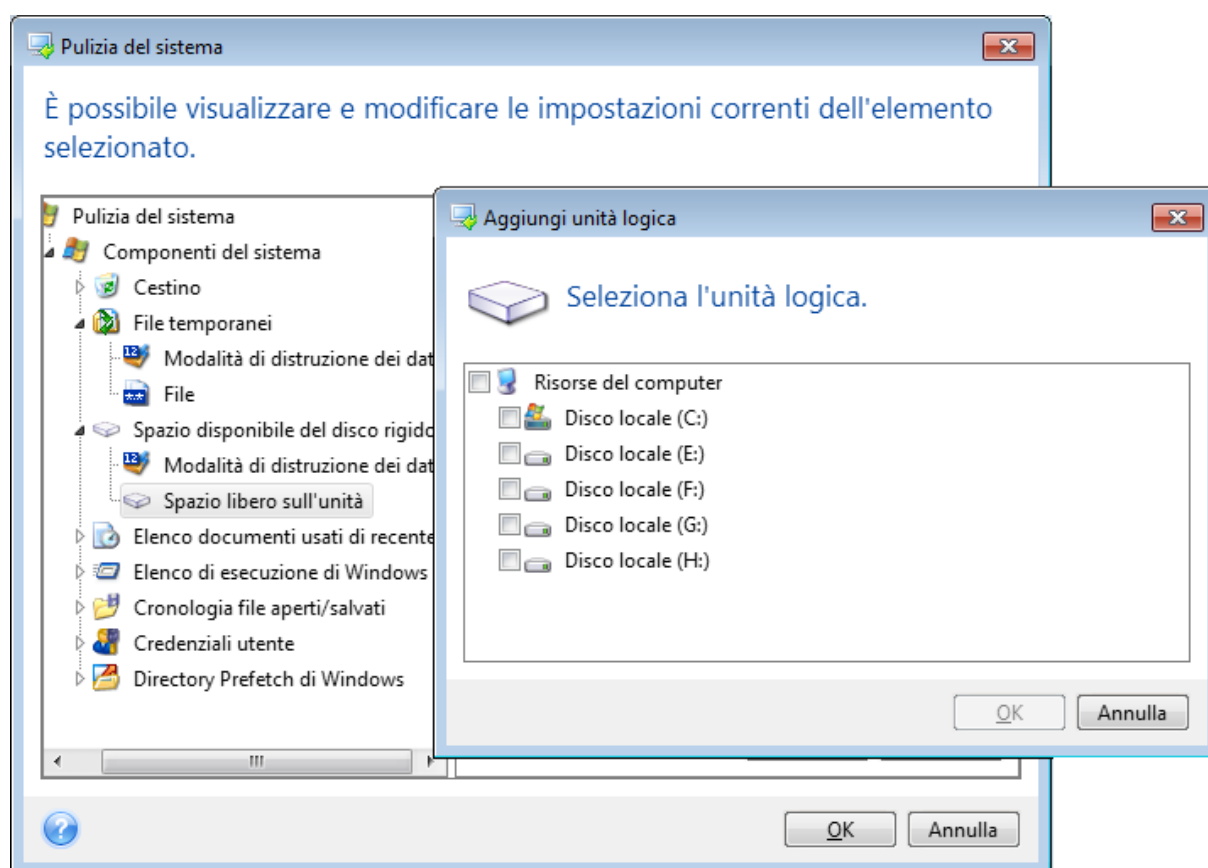 Pulizia del sistema
È possibile visualizzare e modificare le impostazioni correnti dell'elemento
selezionato.
Pulizia del sistema
Componenti del sistema
Cestino
File temporanei
Modalità di distruzione dei dat
File
Spazio disponibile del disco rigido
Modalità di distruzione dei dat
Spazio libero sull'unità
Elenco documenti usati di recente
Elenco di esecuzione di Windows
Cronologia file aperti/salvati
Credenziali utente
Directory Prefetch di Windows
Aggiungi unità logica
Seleziona l'unità logica.
Risorse del computer
Disco locale (C:)
Disco locale (E:)
Disco locale (F:)
Disco locale (G:)
Disco locale (H:)
OK Annulla
OK Annulla